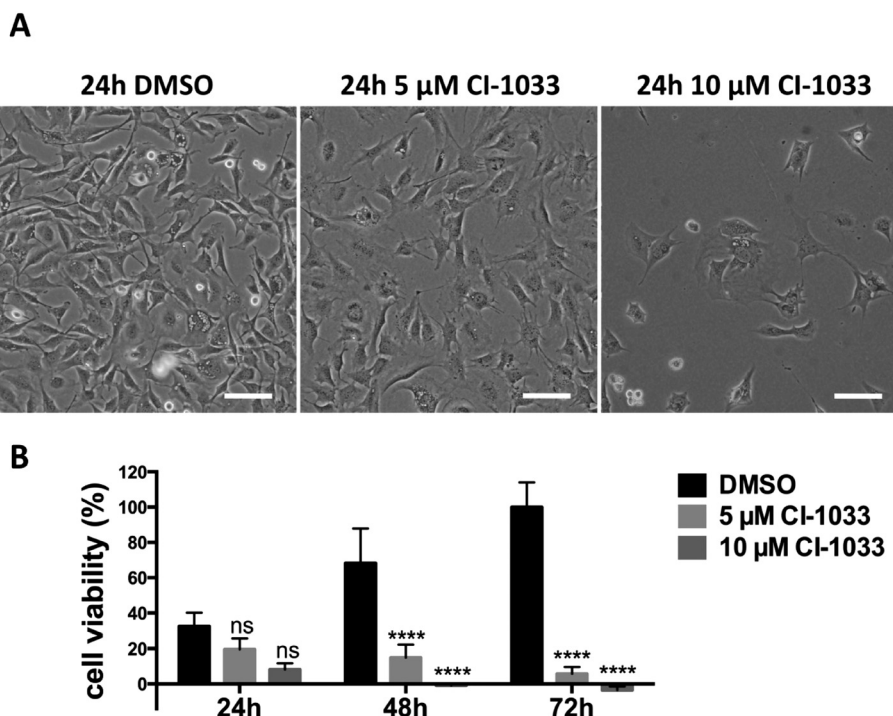 A
24h DMSO 24h 5 µM CI-1033 24h 10 µM CI-1033
B
cell viability (%)
120
100
80
60
40
20
0
ns
ns
****
****
****
****
24h 48h 72h
DMSO
5 µM CI-1033
10 µM CI-1033